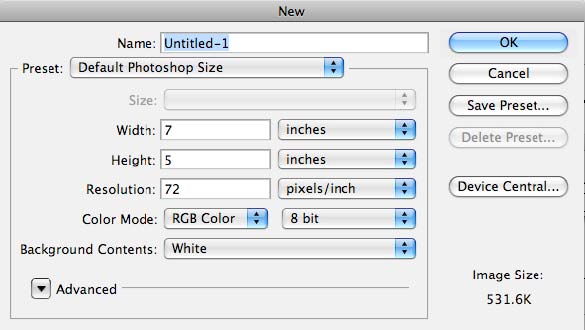 New
Name: Untitled-1
OK
Preset: Default Photoshop Size
Cancel
Size:
Save Preset...
Width: 7 inches
Delete Preset...
Height: 5 inches
Resolution: 72 pixels/inch
Device Central...
Color Mode: RGB Color 8 bit
Background Contents: White
Image Size:
Advanced
531.6K